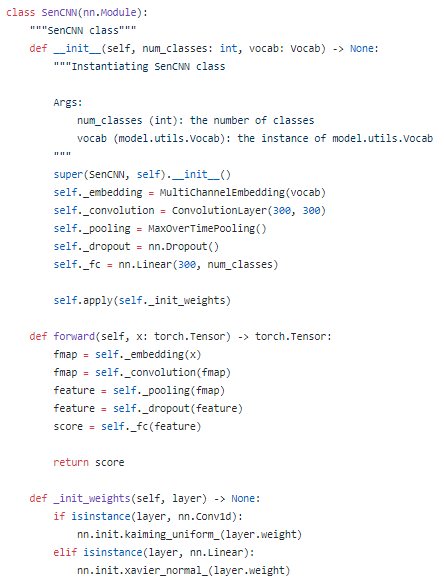 class SenCNN(nn.Module):
    """SenCNN class"""
    def __init__(self, num_classes: int, vocab: Vocab) -> None:
        """Instantiating SenCNN class

        Args:
            num_classes (int): the number of classes
            vocab (model.utils.Vocab): the instance of model.utils.Vocab
        """
        super(SenCNN, self).__init__()
        self._embedding = MultiChannelEmbedding(vocab)
        self._convolution = ConvolutionLayer(300, 300)
        self._pooling = MaxOverTimePooling()
        self._dropout = nn.Dropout()
        self._fc = nn.Linear(300, num_classes)

        self.apply(self._init_weights)

    def forward(self, x: torch.Tensor) -> torch.Tensor:
        fmap = self._embedding(x)
        fmap = self._convolution(fmap)
        feature = self._pooling(fmap)
        feature = self._dropout(feature)
        score = self._fc(feature)

        return score

    def _init_weights(self, layer) -> None:
        if isinstance(layer, nn.Conv1d):
            nn.init.kaiming_uniform_(layer.weight)
        elif isinstance(layer, nn.Linear):
            nn.init.xavier_normal_(layer.weight)